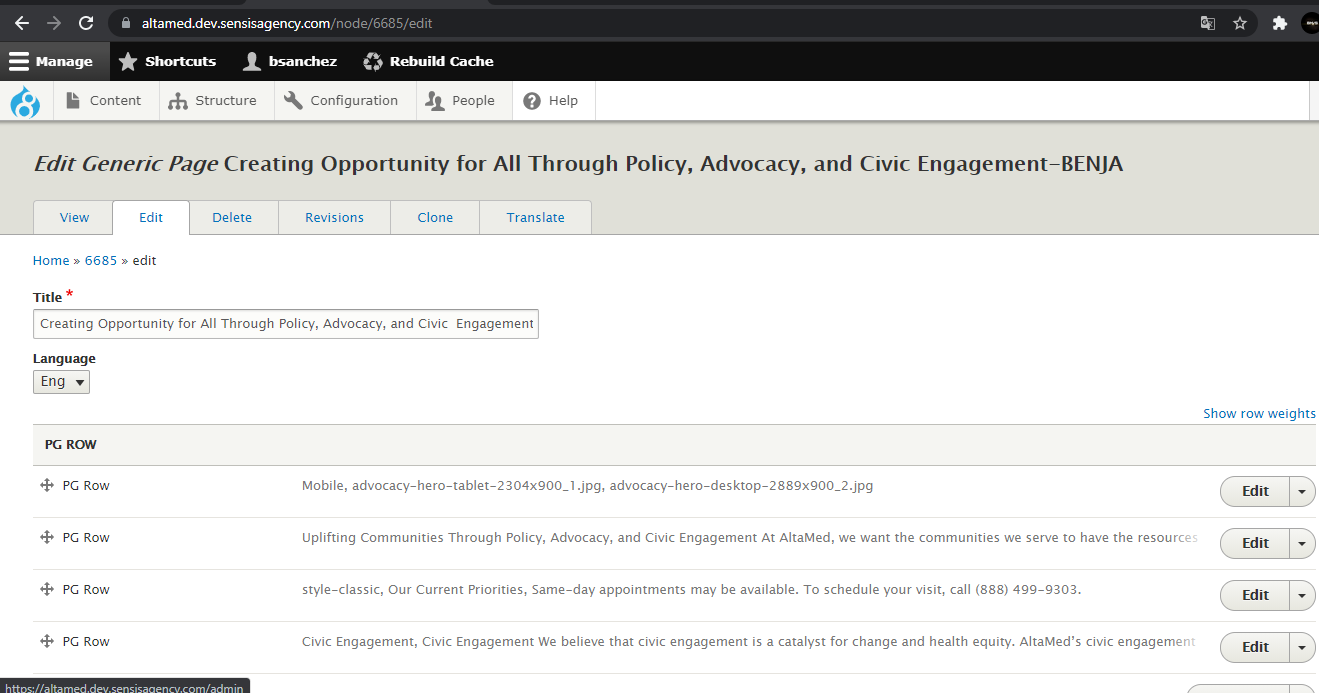 altamed.dev.sensisagency.com/node/6685/edit
Manage Shortcuts bsanchez Rebuild Cache
Content Structure Configuration People Help
Edit Generic Page Creating Opportunity for All Through Policy, Advocacy, and Civic Engagement-BENJA
View Edit Delete Revisions Clone Translate
Home » 6685 » edit
Title *
Creating Opportunity for All Through Policy, Advocacy, and Civic  Engagement
Language
Eng
Show row weights
PG ROW
PG Row Mobile, advocacy-hero-tablet-2304x900_1.jpg, advocacy-hero-desktop-2889x900_2.jpg Edit
PG Row Uplifting Communities Through Policy, Advocacy, and Civic Engagement At AltaMed, we want the communities we serve to have the resources Edit
PG Row style-classic, Our Current Priorities, Same-day appointments may be available. To schedule your visit, call (888) 499-9303. Edit
PG Row Civic Engagement, Civic Engagement We believe that civic engagement is a catalyst for change and health equity. AltaMed’s civic engagement Edit
https://altamed.dev.sensisagency.com/admin